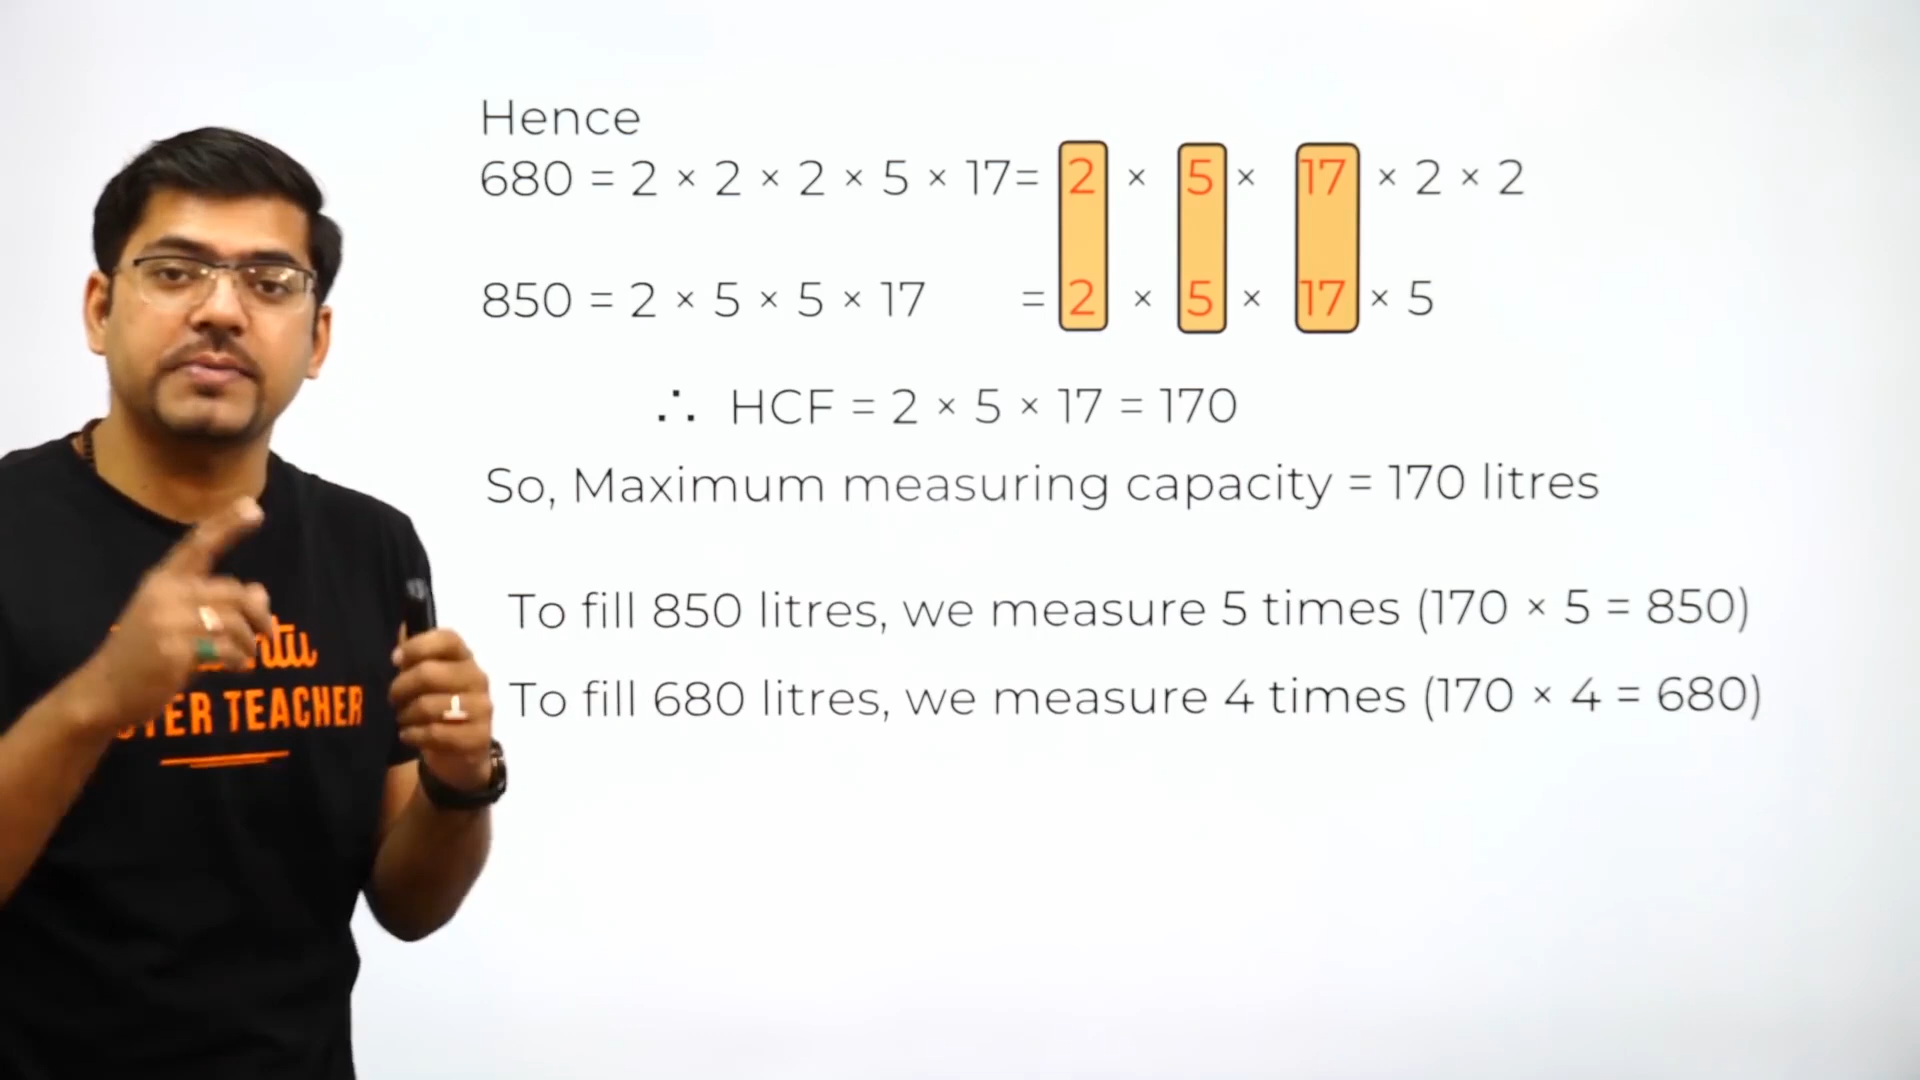 Hence
680 = 2 × 2 × 2 × 5 × 17= 2 × 5 × 17 × 2 × 2
850 = 2 × 5 × 5 × 17 = 2 × 5 × 17 × 5
∴ HCF = 2 × 5 × 17 = 170
So, Maximum measuring capacity = 170 litres
To fill 850 litres, we measure 5 times (170 × 5 = 850)
To fill 680 litres, we measure 4 times (170 × 4 = 680)
TEACHER